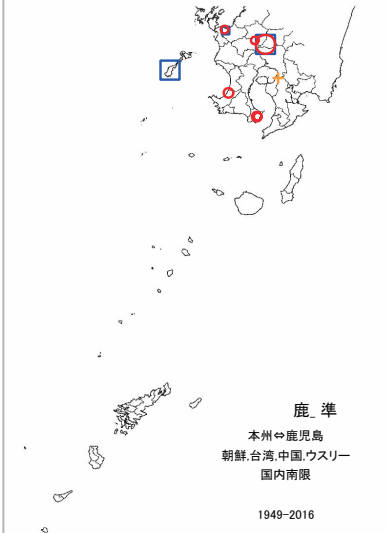 鹿_準
本州⇔鹿児島
朝鮮,台湾,中国,ウスリー
国内南限
1949-2016